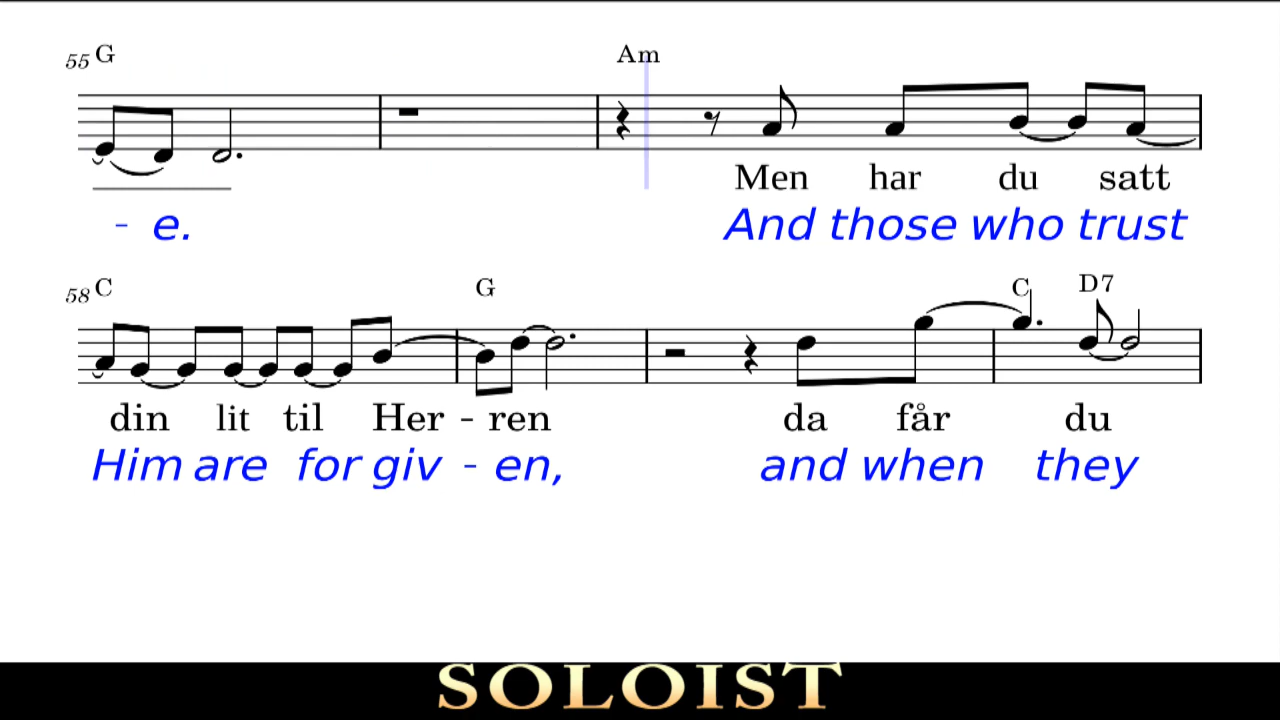 55 G Am
Men har du satt
- e. And those who trust
58 C G C D7
din lit til Her - ren da får du
Him are for giv - en, and when they
SOLOIST